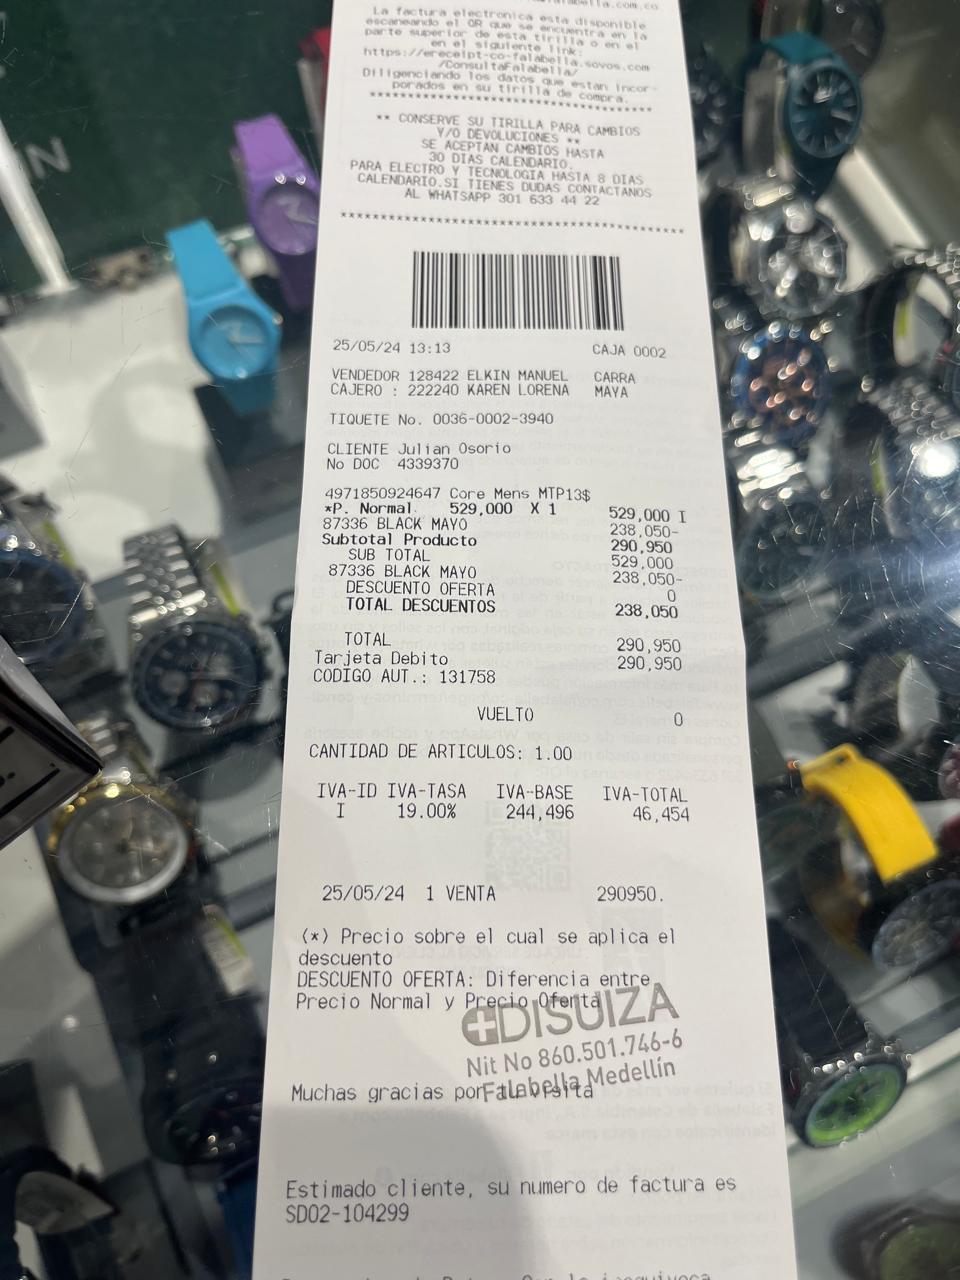 La factura electronica esta disponible
escaneando el QR que se encuentra en la
parte superior de esta tirilla o en el
en el siguiente link:
https://ereceipt-co-falabella.sovos.com
/ConsultaFalabella/
Diligenciando los datos que estan incor-
porados en su tirilla de compra.
** CONSERVE SU TIRILLA PARA CAMBIOS
Y/O DEVOLUCIONES **
SE ACEPTAN CAMBIOS HASTA
30 DIAS CALENDARIO.
PARA ELECTRO Y TECNOLOGIA HASTA 8 DIAS
CALENDARIO.SI TIENES DUDAS CONTACTANOS
AL WHATSAPP 301 633 44 22
25/05/24 13:13 CAJA 0002
VENDEDOR 128422 ELKIN MANUEL CARRA
CAJERO : 222240 KAREN LORENA MAYA
TIQUETE No. 0036-0002-3940
CLIENTE Julian Osorio
No DOC 4339370
4971850924647 Core Mens MTP13$
*P. Normal 529,000 X 1 529,000 I
87336 BLACK MAYO 238,050-
Subtotal Producto 290,950
SUB TOTAL 529,000
87336 BLACK MAYO 238,050-
DESCUENTO OFERTA 0
TOTAL DESCUENTOS 238,050
TOTAL 290,950
Tarjeta Debito 290,950
CODIGO AUT.: 131758
VUELTO 0
CANTIDAD DE ARTICULOS: 1.00
IVA-ID IVA-TASA IVA-BASE IVA-TOTAL
I 19.00% 244,496 46,454
25/05/24 1 VENTA 290950.
(*) Precio sobre el cual se aplica el
descuento
DESCUENTO OFERTA: Diferencia entre
Precio Normal y Precio Oferta
DISUIZA
Nit No 860.501.746-6
Falabella Medellín
Muchas gracias por tu visita
Estimado cliente, su numero de factura es
SD02-104299